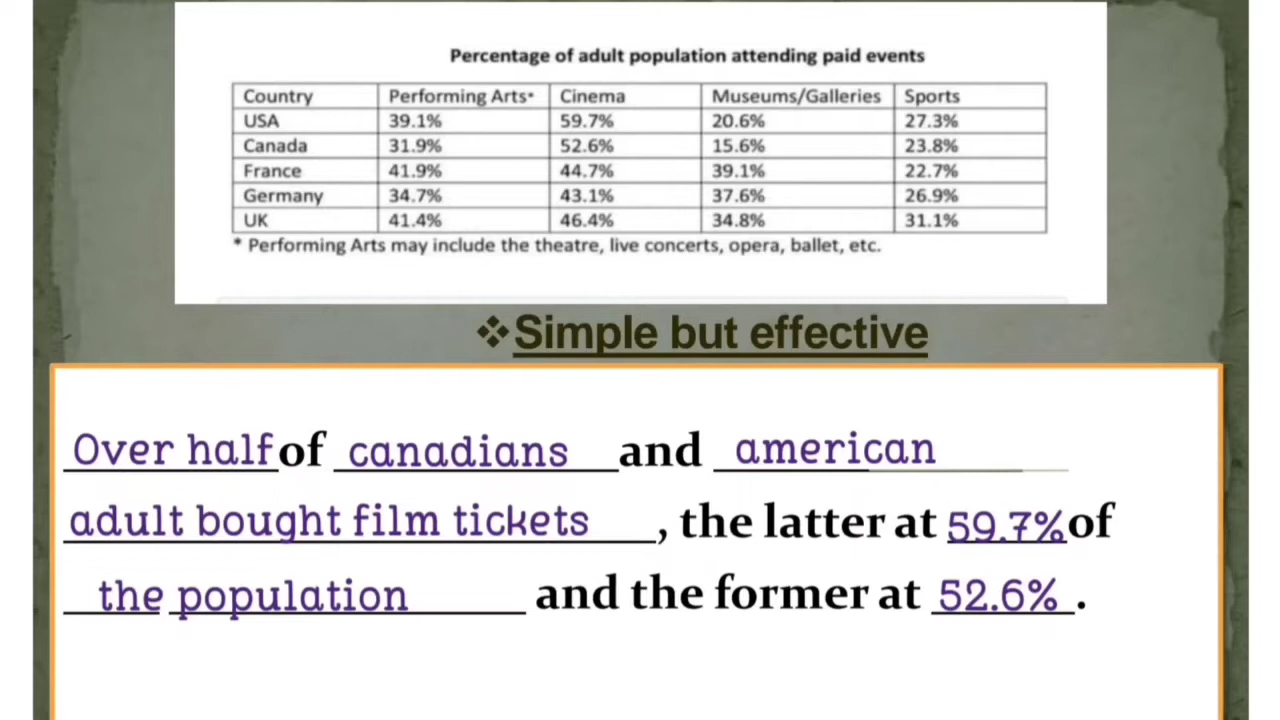 Percentage of adult population attending paid events
Country Performing Arts* Cinema Museums/Galleries Sports
USA 39.1% 59.7% 20.6% 27.3%
Canada 31.9% 52.6% 15.6% 23.8%
France 41.9% 44.7% 39.1% 22.7%
Germany 34.7% 43.1% 37.6% 26.9%
UK 41.4% 46.4% 34.8% 31.1%
* Performing Arts may include the theatre, live concerts, opera, ballet, etc.
❖Simple but effective
Over half of canadians and american
adult bought film tickets, the latter at 59.7% of
the population and the former at 52.6%.